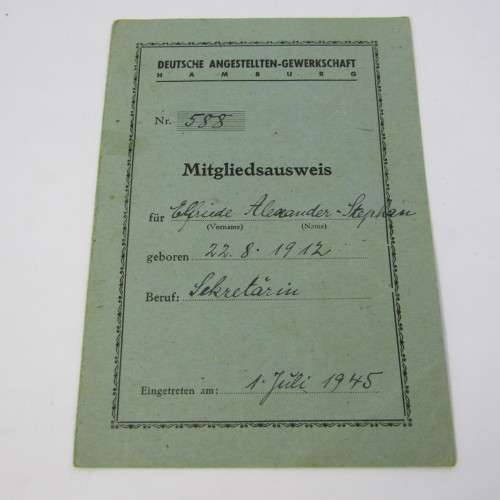 DEUTSCHE ANGESTELLTEN-GEWERKSCHAFT
HAMBURG
Nr. 588
Mitgliedsausweis
für Elfriede Alexander-Stephan
(Vorname) (Name)
geboren 22. 8. 1912
Beruf: Sekretärin
Eingetreten am: 1. Juli 1945